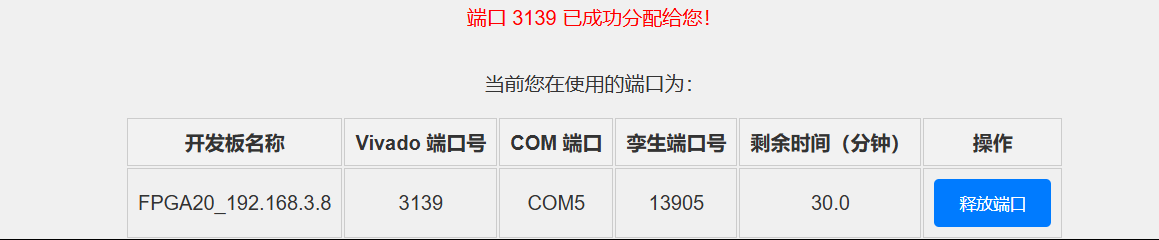 端口 3139 已成功分配给您！
当前您在使用的端口为：
开发板名称 Vivado 端口号 COM 端口 孪生端口号 剩余时间（分钟） 操作
FPGA20_192.168.3.8 3139 COM5 13905 30.0 释放端口